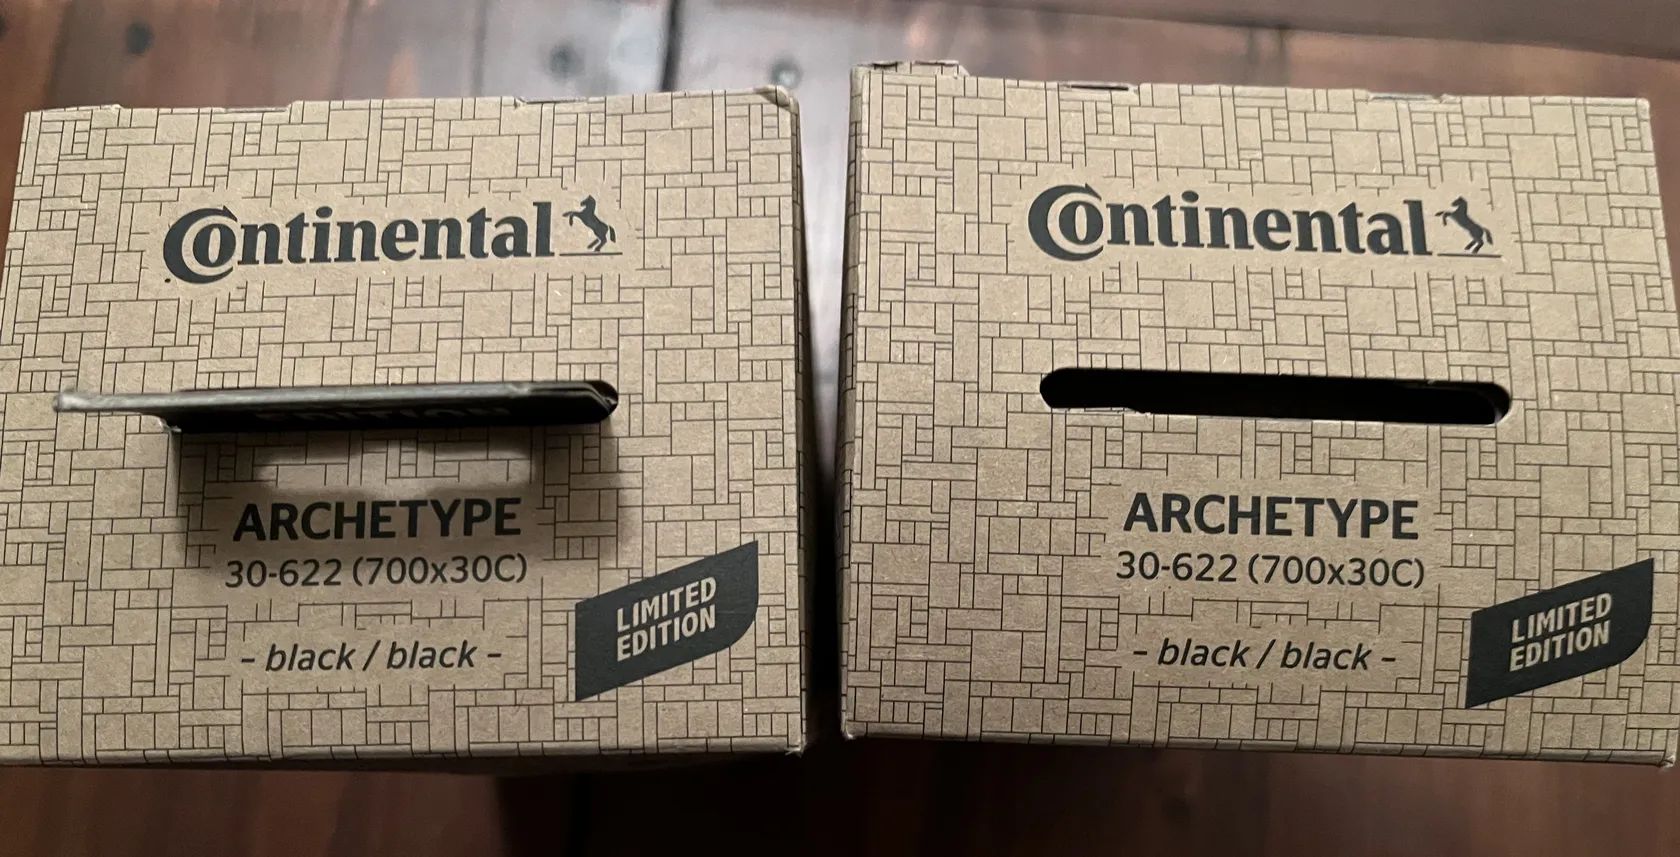 Continental
ARCHETYPE
30-622 (700x30C)
– black / black –
LIMITED
EDITION
Continental
ARCHETYPE
30-622 (700x30C)
– black / black –
LIMITED
EDITION